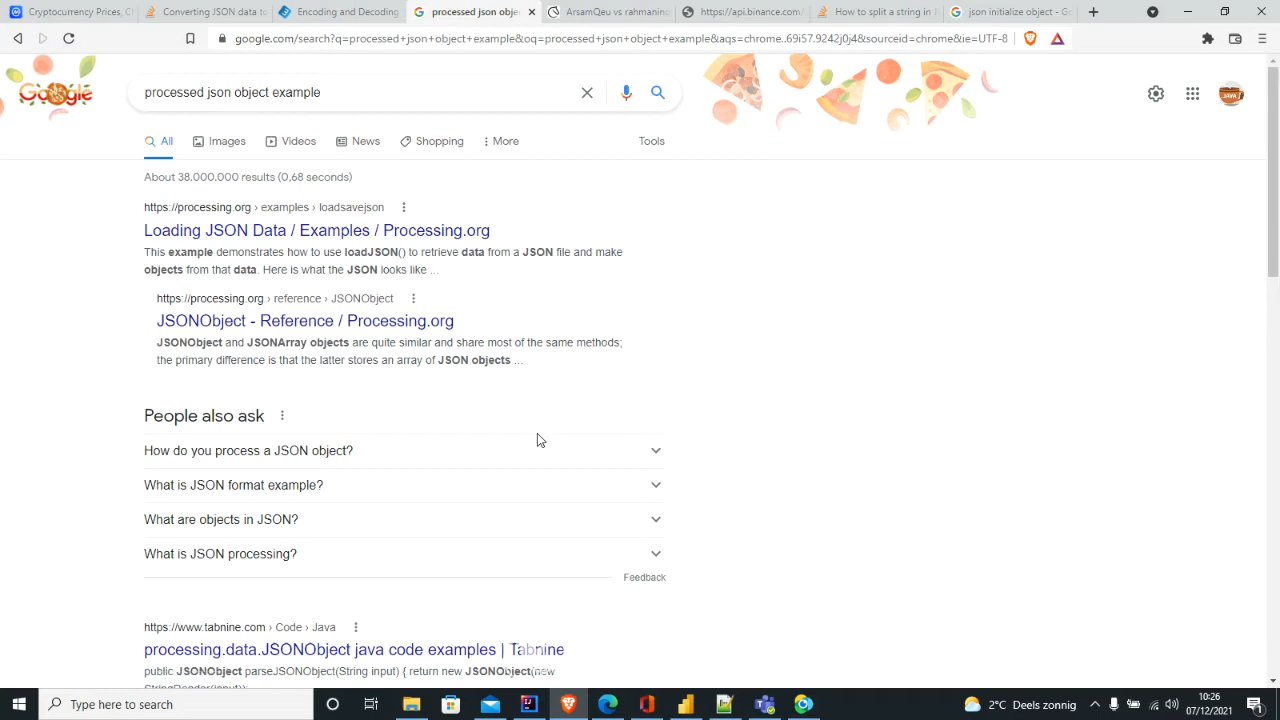 Cryptocurrency Prices, C
Converting JSON data to
Encoding and Decoding
processed json obje
ArsamQeu vs rahmanin
https://api.binance.com/
How to split a string in J
json initialize object - Go
google.com/search?q=processed+json+object+example&oq=processed+json+object+example&aqs=chrome..69i57.9242j0j4&sourceid=chrome&ie=UTF-8
Google
processed json object example
All
Images
Videos
News
Shopping
More
Tools
About 38.000.000 results (0,68 seconds)
https://processing.org › examples › loadsavejson
Loading JSON Data / Examples / Processing.org
This example demonstrates how to use loadJSON() to retrieve data from a JSON file and make
objects from that data. Here is what the JSON looks like ...
https://processing.org › reference › JSONObject
JSONObject - Reference / Processing.org
JSONObject and JSONArray objects are quite similar and share most of the same methods;
the primary difference is that the latter stores an array of JSON objects ...
People also ask
How do you process a JSON object?
What is JSON format example?
What are objects in JSON?
What is JSON processing?
Feedback
https://www.tabnine.com › Code › Java
processing.data.JSONObject java code examples | Tabnine
public JSONObject parseJSONObject(String input) { return new JSONObject(new
StringReader(input));
Type here to search
2°C Deels zonnig
10:26
07/12/2021